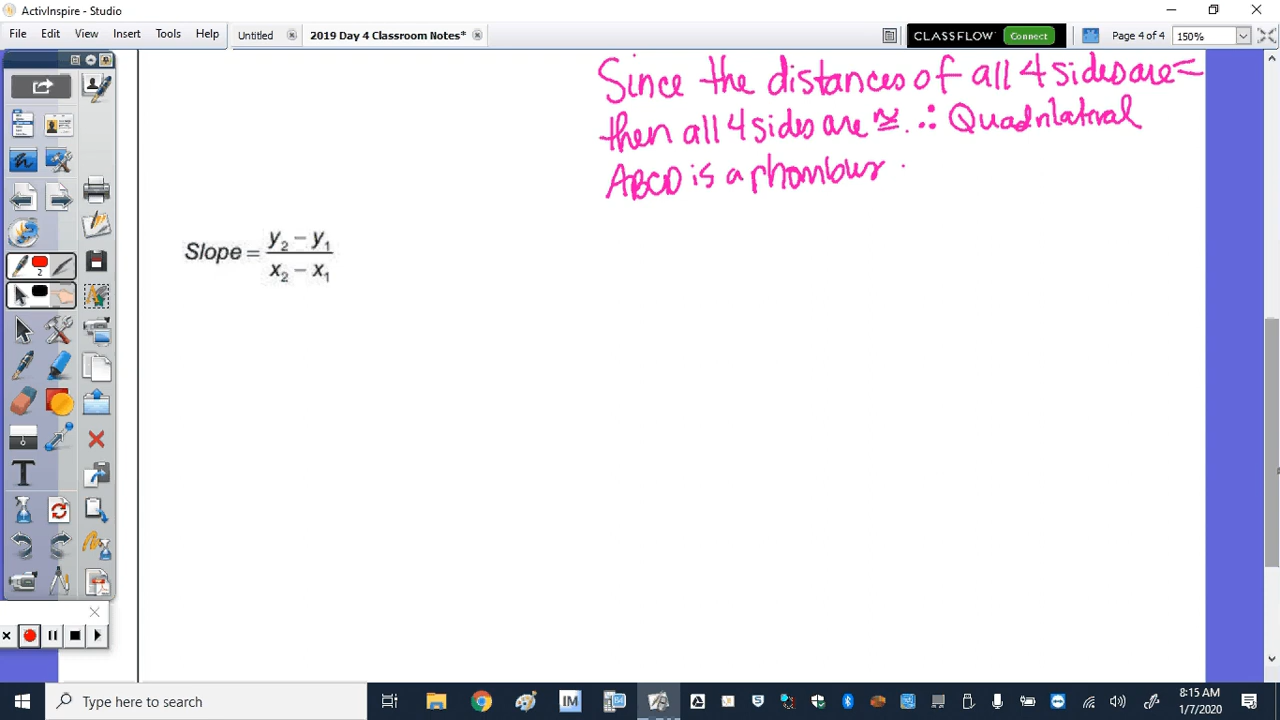 ActivInspire - Studio
File Edit View Insert Tools Help Untitled 2019 Day 4 Classroom Notes* CLASSFLOW Connect Page 4 of 4 150%
Since the distances of all 4 sides are =
then all 4 sides are ≅. ∴ Quadrilateral
ABCD is a rhombus.
Slope = y₂ − y₁ / x₂ − x₁
2
T
Type here to search
IM
8:15 AM
1/7/2020